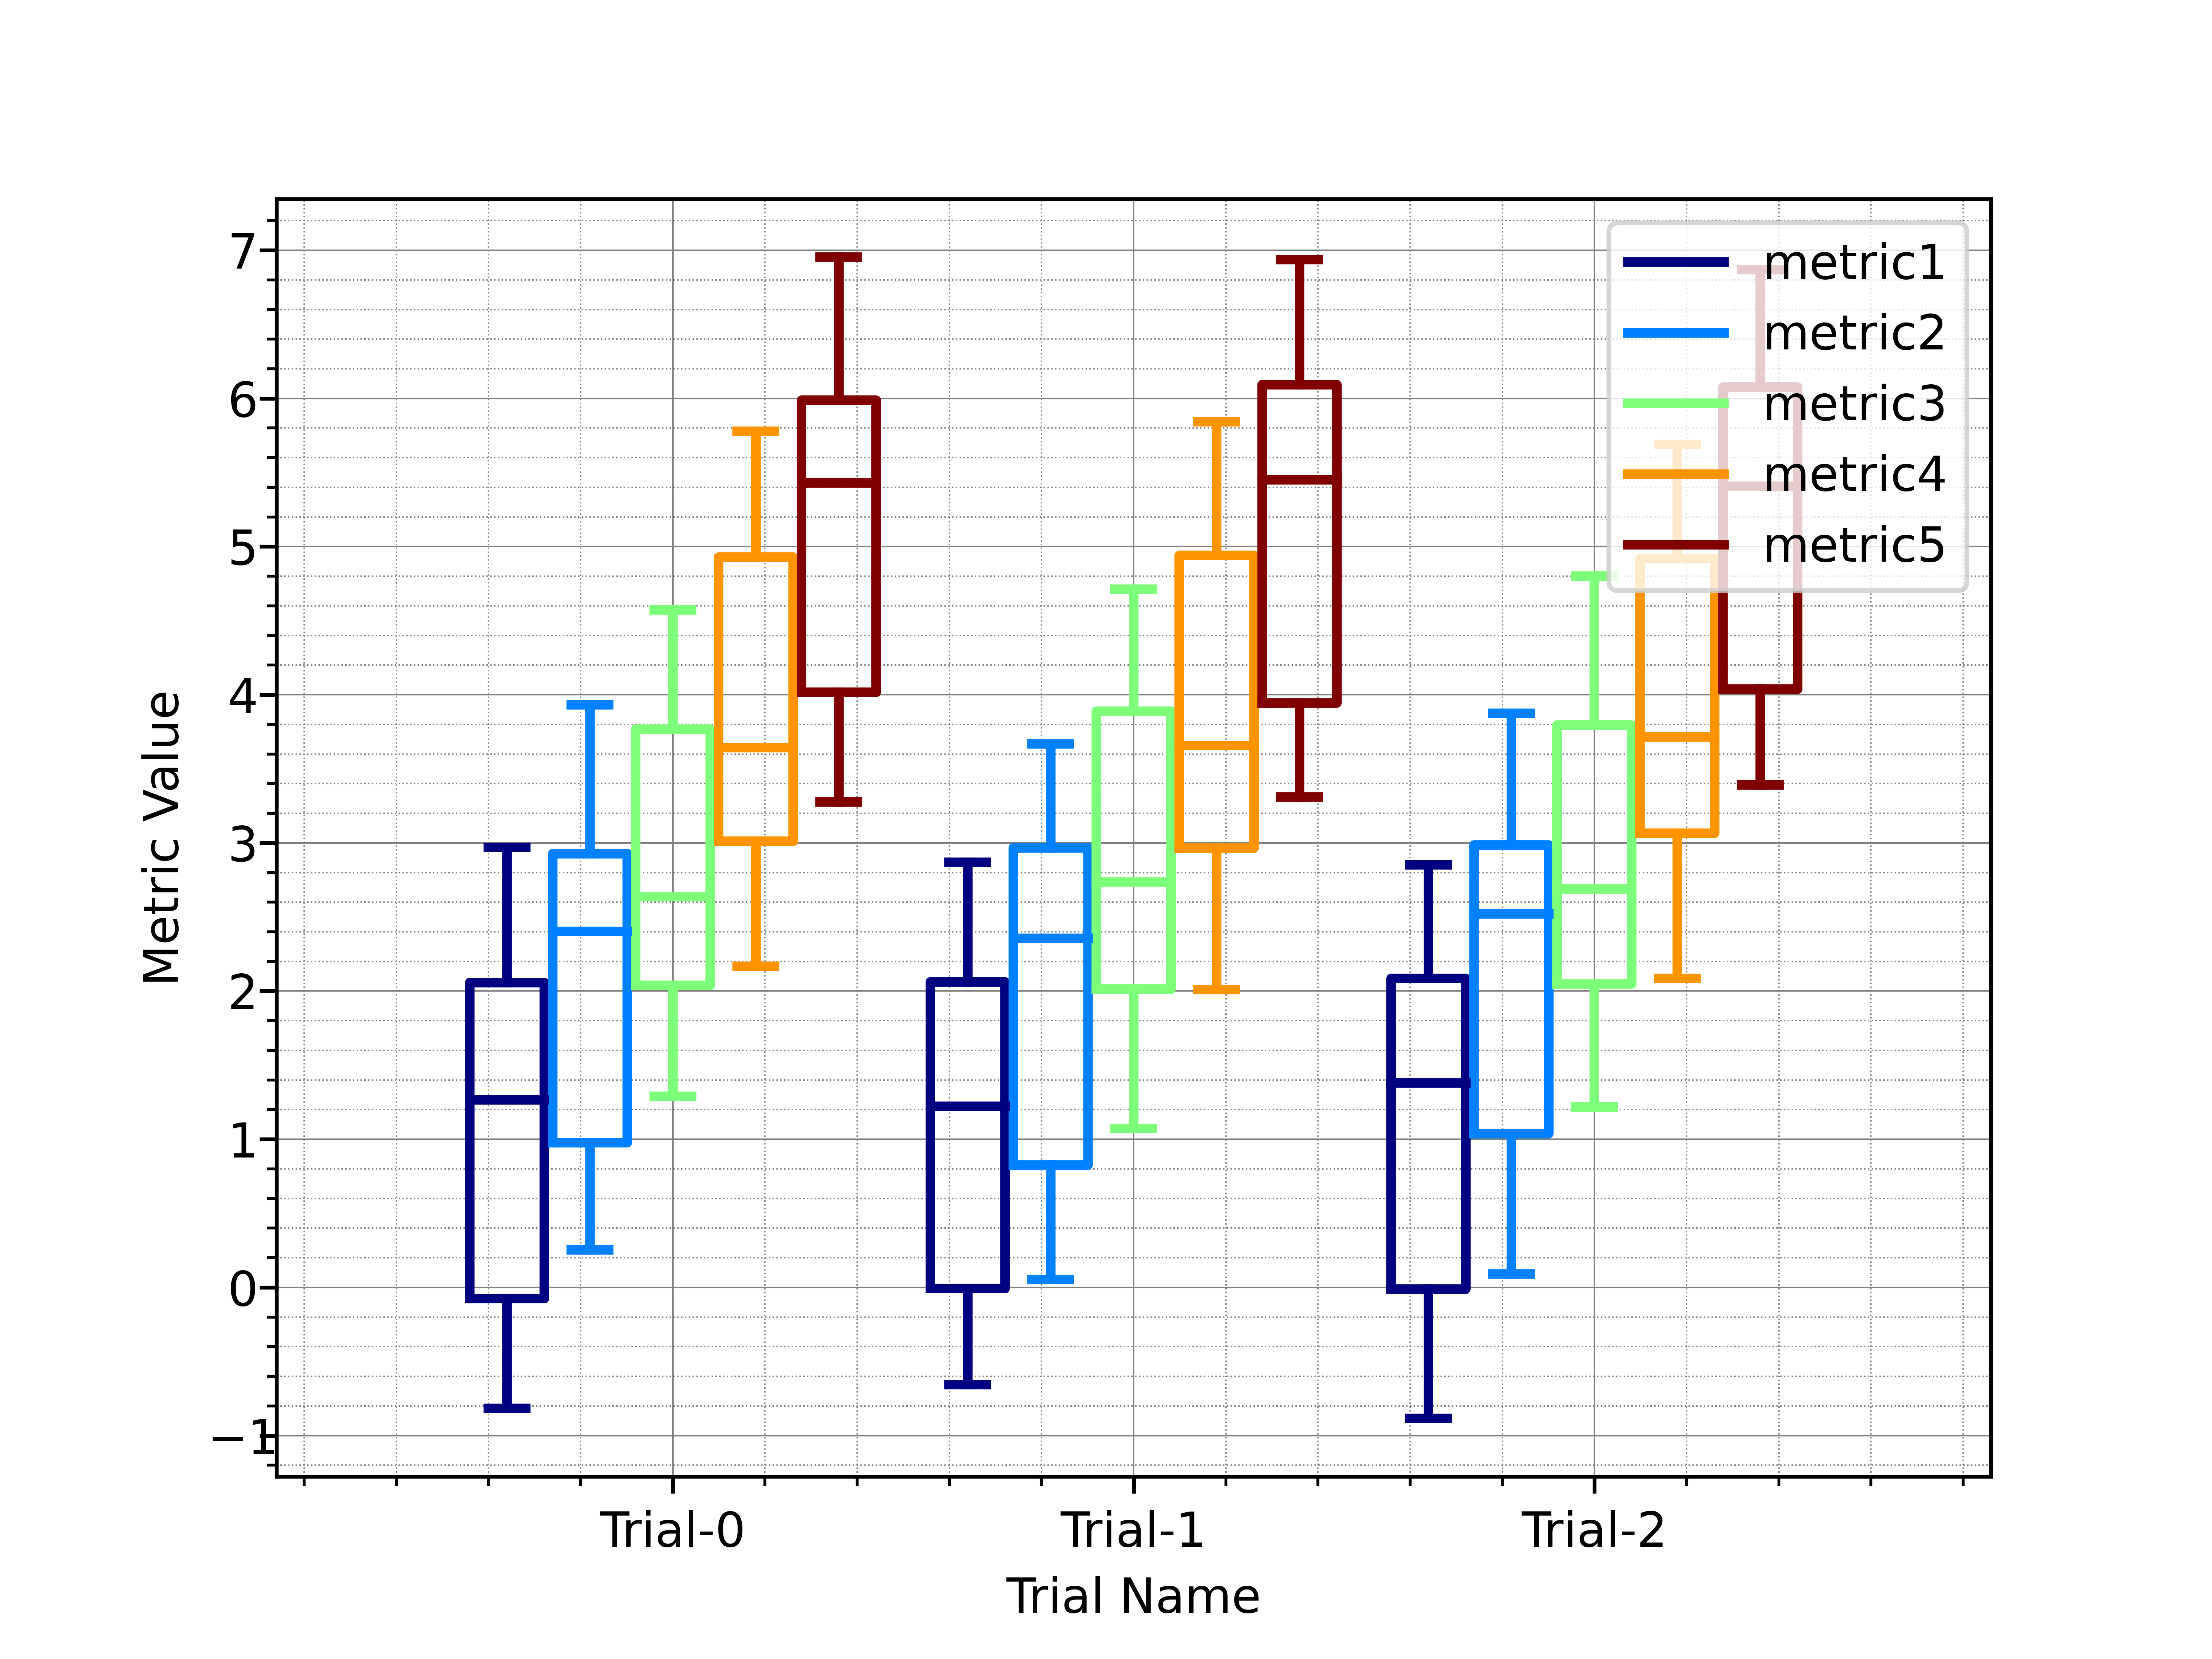 metric1
metric2
metric3
metric4
metric5
7
6
5
4
3
2
1
0
−1
Metric Value
Trial-0 Trial-1 Trial-2
Trial Name